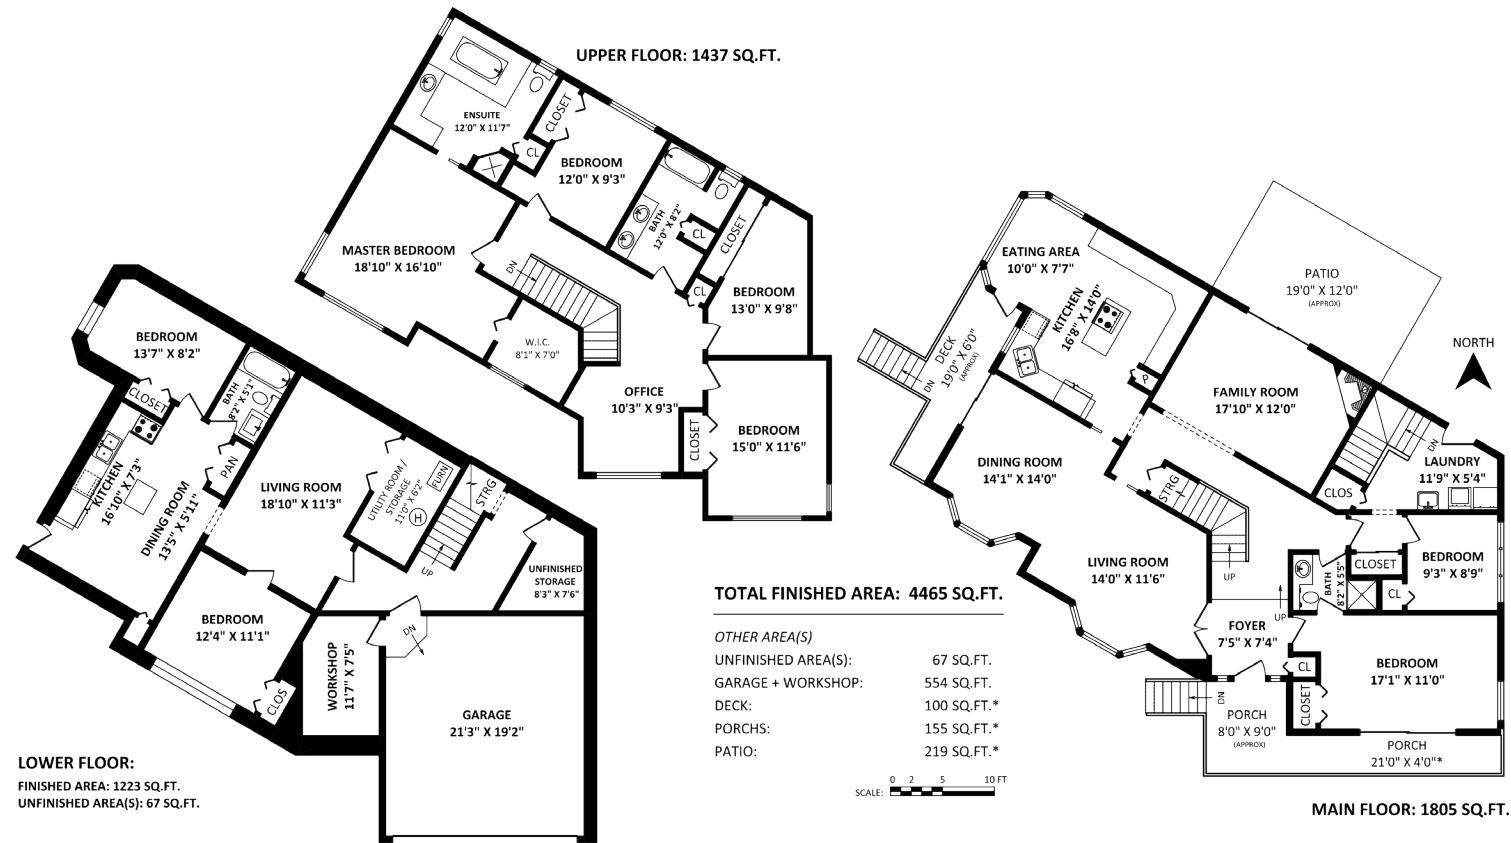 UPPER FLOOR: 1437 SQ.FT.
ENSUITE
12'0" X 11'7"
CLOSET
CL
BEDROOM
12'0" X 9'3"
BATH
12'0" X 8'2"
CL
CLOSET
MASTER BEDROOM
18'10" X 16'10"
DN
CL
BEDROOM
13'0" X 9'8"
W.I.C.
8'1" X 7'0"
OFFICE
10'3" X 9'3"
CLOSET
BEDROOM
15'0" X 11'6"
BEDROOM
13'7" X 8'2"
CLOSET
BATH
8'2" X 5'1"
KITCHEN
16'10" X 7'3"
PAN
DINING ROOM
13'5" X 5'11"
LIVING ROOM
18'10" X 11'3"
UTILITY ROOM /
STORAGE
11'0" X 6'2"
FURN
H
STRG
UP
UNFINISHED
STORAGE
8'3" X 7'6"
BEDROOM
12'4" X 11'1"
CLOS
WORKSHOP
11'7" X 7'5"
DN
GARAGE
21'3" X 19'2"
LOWER FLOOR:
FINISHED AREA: 1223 SQ.FT.
UNFINISHED AREA(S): 67 SQ.FT.
TOTAL FINISHED AREA: 4465 SQ.FT.
OTHER AREA(S)
UNFINISHED AREA(S): 67 SQ.FT.
GARAGE + WORKSHOP: 554 SQ.FT.
DECK: 100 SQ.FT.*
PORCHS: 155 SQ.FT.*
PATIO: 219 SQ.FT.*
0 2 5 10 FT
SCALE:
EATING AREA
10'0" X 7'7"
KITCHEN
16'8" X 14'0"
P
PATIO
19'0" X 12'0"
(APPROX)
NORTH
DECK
19'0" X 6'0"
(APPROX)
DN
FAMILY ROOM
17'10" X 12'0"
DN
LAUNDRY
11'9" X 5'4"
CLOS
DINING ROOM
14'1" X 14'0"
STRG
UP
LIVING ROOM
14'0" X 11'6"
CLOSET
BEDROOM
9'3" X 8'9"
BATH
8'2" X 5'5"
CL
UP
FOYER
7'5" X 7'4"
CL
BEDROOM
17'1" X 11'0"
CLOSET
DN
PORCH
8'0" X 9'0"
(APPROX)
PORCH
21'0" X 4'0"*
MAIN FLOOR: 1805 SQ.FT.